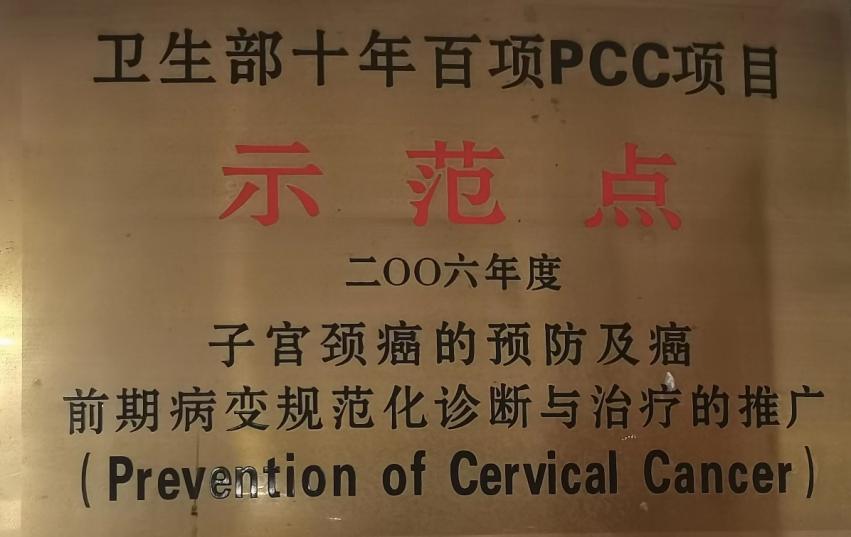 卫生部十年百项PCC项目
示范点
二〇〇六年度
子宫颈癌的预防及癌
前期病变规范化诊断与治疗的推广
(Prevention of Cervical Cancer)